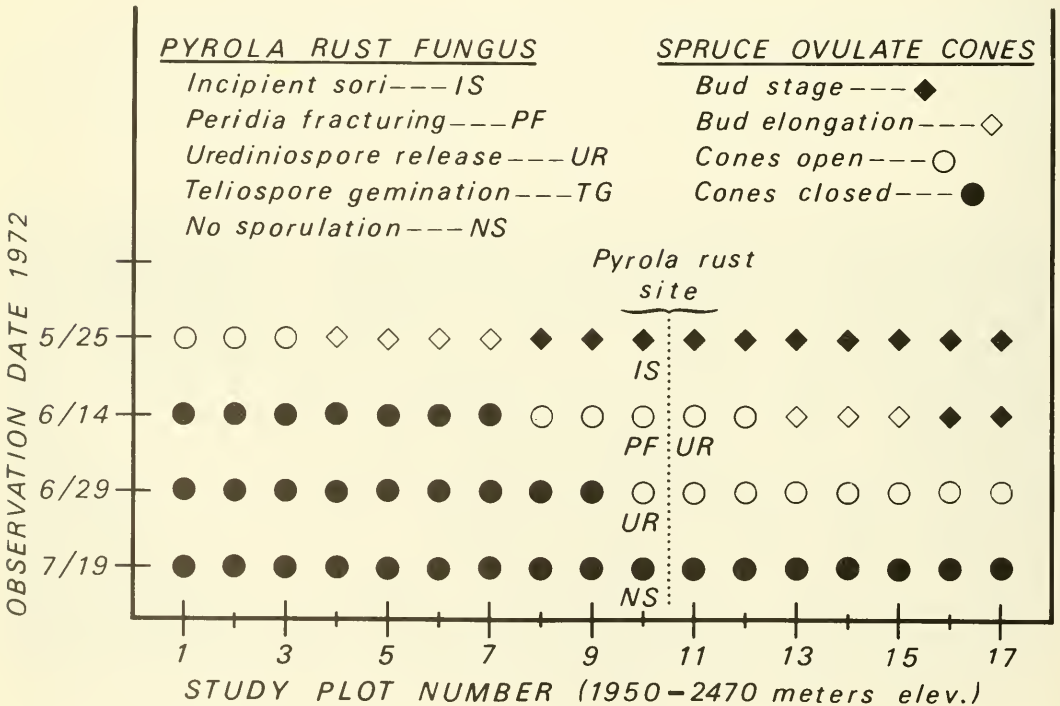 PYROLA RUST FUNGUS
Incipient sori---IS
Peridia fracturing---PF
Urediniospore release---UR
Teliospore gemination---TG
No sporulation---NS
SPRUCE OVULATE CONES
Bud stage---◆
Bud elongation---◇
Cones open---○
Cones closed---●
Pyrola rust
site
OBSERVATION DATE 1972
5/25
IS
6/14
PF UR
6/29
UR
7/19
NS
1 3 5 7 9 11 13 15 17
STUDY PLOT NUMBER (1950-2470 meters elev.)